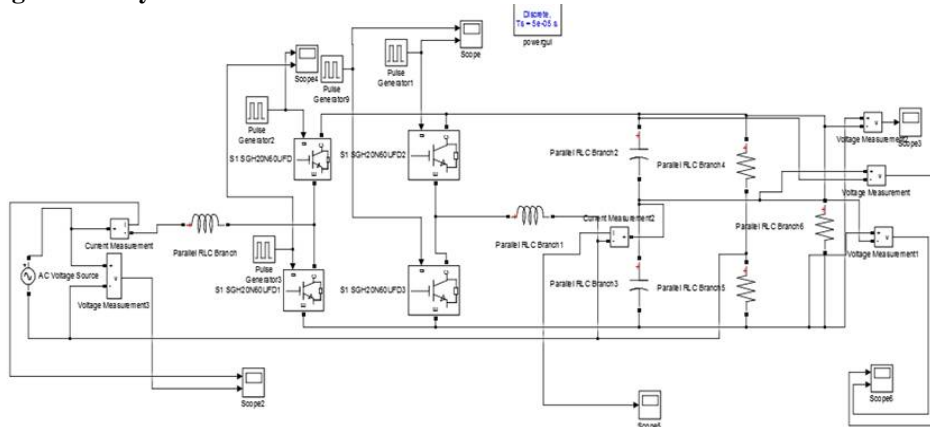 Discrete,
Ts = 5e-05 s
powergui
Scope
Scope4
Pulse
Generator9
Pulse
Generator1
Pulse
Generator2
S1 SGH20N60UFD
S1 SGH20N60UFD2
Parallel RLC Branch2
Parallel RLC Branch4
Voltage Measurement2
Scope3
Voltage Measurement
Current Measurement
Parallel RLC Branch
Parallel RLC Branch1
Current Measurement2
Parallel RLC Branch6
Voltage Measurement1
AC Voltage Source
Voltage Measurement3
Pulse
Generator3
S1 SGH20N60UFD1
S1 SGH20N60UFD3
Parallel RLC Branch3
Parallel RLC Branch5
Scope2
Scope5
Scope6